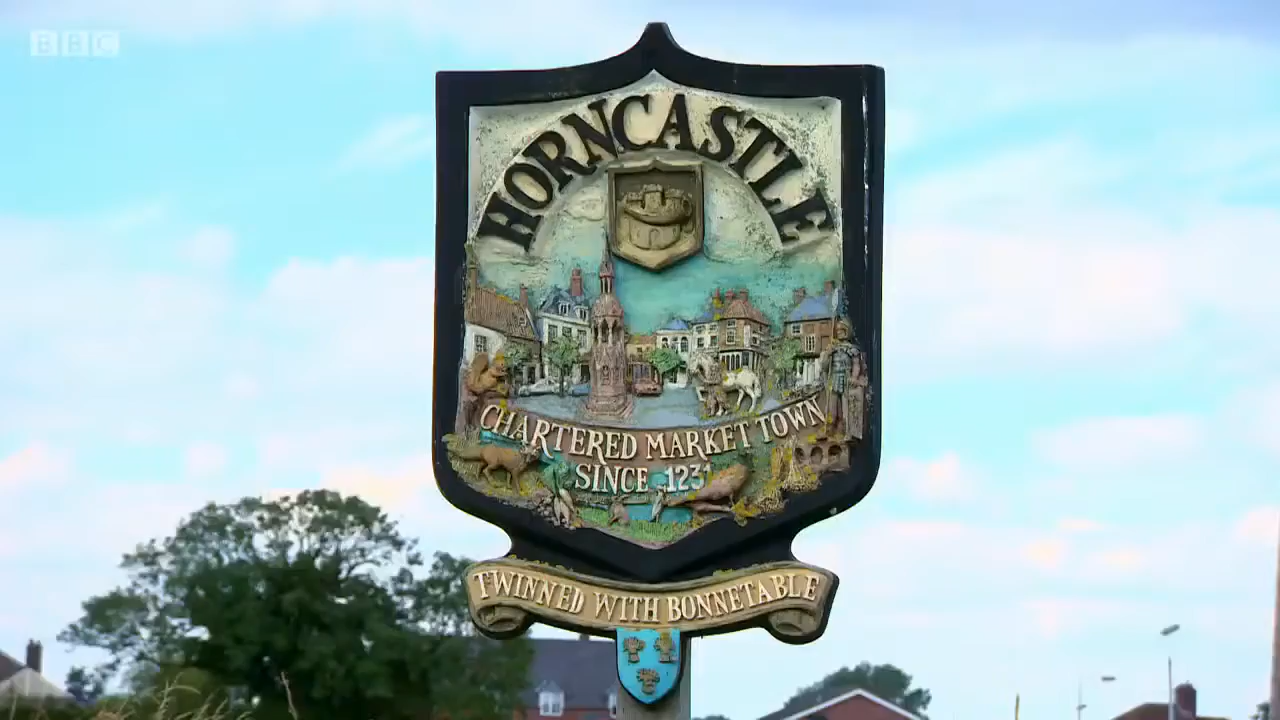 BBC
HORNCASTLE
CHARTERED MARKET TOWN
SINCE 1231
TWINNED WITH BONNETABLE